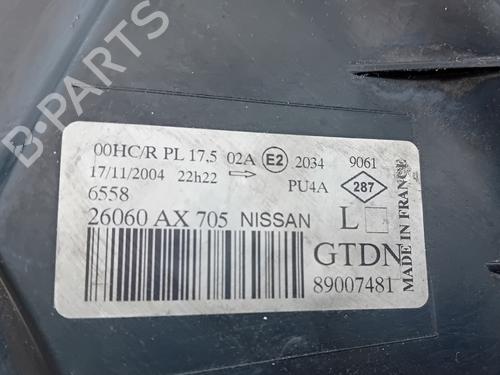 00HC/R PL 17,5 02A E2 2034 9061
17/11/2004 22h22 PU4A 287
6558
26060 AX 705 NISSAN L
GTDN
89007481
MADE IN FRANCE
B-PARTS